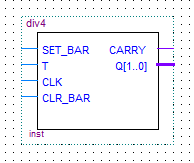 div4
SET_BAR CARRY
T Q[1..0]
CLK
CLR_BAR
inst